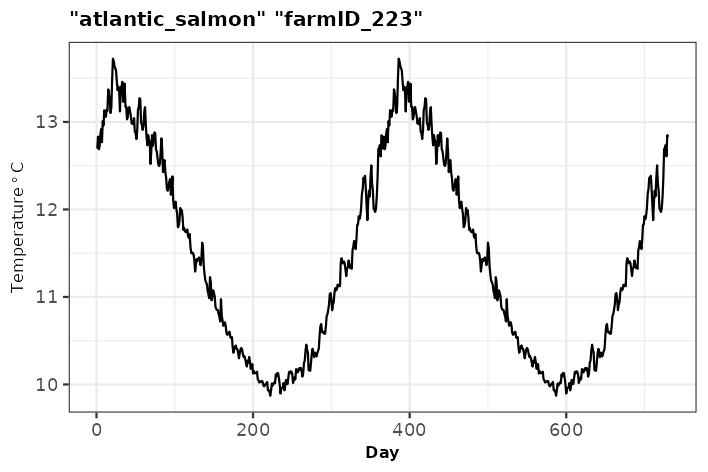 "atlantic_salmon" "farmID_223"
Temperature ° C
13
12
11
10
0
200
400
600
Day